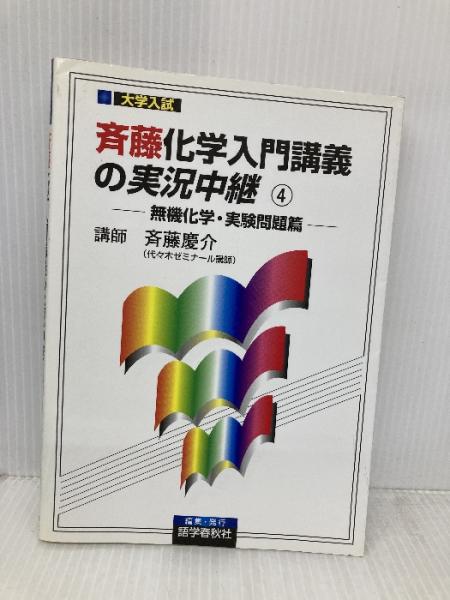 大学入試
斉藤化学入門講義
の実況中継 ④
無機化学・実験問題篇
講師 斉藤慶介
(代々木ゼミナール講師)
編集・発行
語学春秋社